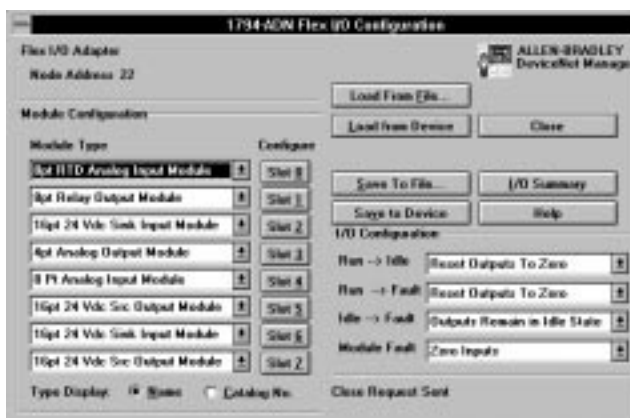 1794-ADN Flex I/O Configuration
Flex I/O Adapter
Node Address 22
ALLEN-BRADLEY
DeviceNet Manage
Load From File...
Load from Device
Close
Module Configuration
Module Type
Configure
8pt RTD Analog Input Module
Slot 0
8pt Relay Output Module
Slot 1
16pt 24 Vdc Sink Input Module
Slot 2
4pt Analog Output Module
Slot 3
8 Pt Analog Input Module
Slot 4
16pt 24 Vdc Src Output Module
Slot 5
16pt 24 Vdc Sink Input Module
Slot 6
16pt 24 Vdc Src Output Module
Slot 7
Type Display:
Name
Catalog No.
Save To File...
I/O Summary
Save to Device
Help
I/O Configuration
Run --> Idle
Reset Outputs To Zero
Run --> Fault
Reset Outputs To Zero
Idle --> Fault
Outputs Remain in Idle State
Module Fault
Zero Inputs
Close Request Sent